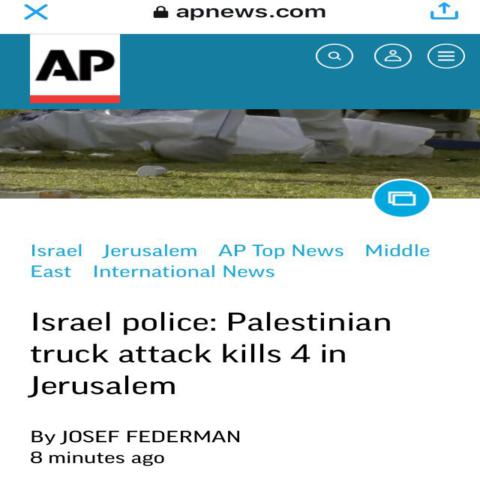 apnews.com
AP
Israel Jerusalem AP Top News Middle
East International News
Israel police: Palestinian
truck attack kills 4 in
Jerusalem
By JOSEF FEDERMAN
8 minutes ago